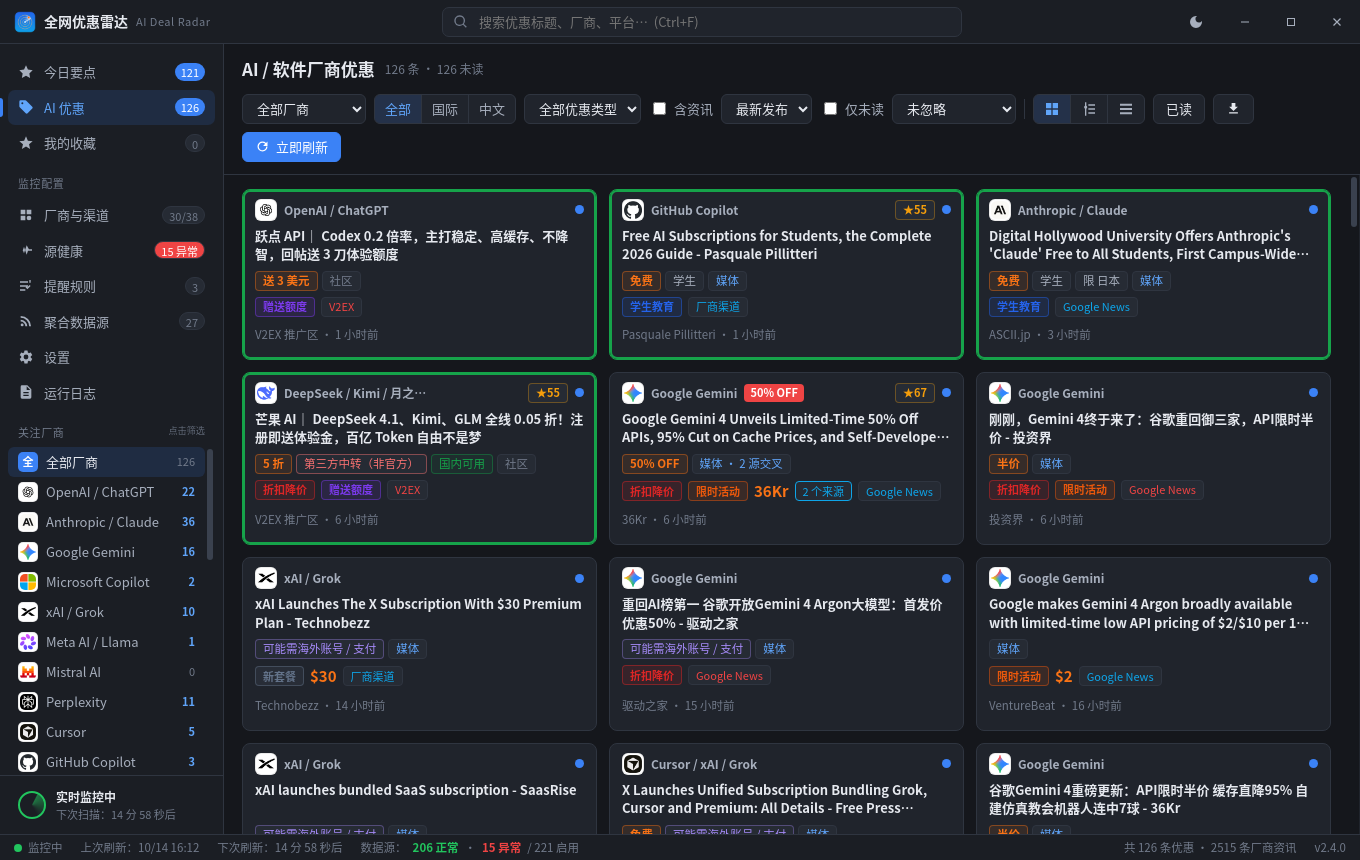 全网优惠雷达 AI Deal Radar
搜索优惠标题、厂商、平台… (Ctrl+F)
今日要点 121
AI 优惠 126
我的收藏 0
监控配置
厂商与渠道 30/38
源健康 15 异常
提醒规则 3
聚合数据源 27
设置
运行日志
关注厂商 点击筛选
全 全部厂商 126
OpenAI / ChatGPT 22
Anthropic / Claude 36
Google Gemini 16
Microsoft Copilot 2
xAI / Grok 10
Meta AI / Llama 1
Mistral AI 0
Perplexity 11
Cursor 5
GitHub Copilot 3
实时监控中
下次扫描：14 分 58 秒后
AI / 软件厂商优惠 126 条 · 126 未读
全部厂商 全部 国际 中文 全部优惠类型 含资讯 最新发布 仅未读 未忽略 已读
立即刷新
OpenAI / ChatGPT
跃点 API｜ Codex 0.2 倍率，主打稳定、高缓存、不降
智，回帖送 3 刀体验额度
送 3 美元 社区
赠送额度 V2EX
V2EX 推广区 · 1 小时前
GitHub Copilot ★55
Free AI Subscriptions for Students, the Complete
2026 Guide - Pasquale Pillitteri
免费 学生 媒体
学生教育 厂商渠道
Pasquale Pillitteri · 1 小时前
Anthropic / Claude
Digital Hollywood University Offers Anthropic's
'Claude' Free to All Students, First Campus-Wide…
免费 学生 限 日本 媒体
学生教育 Google News
ASCII.jp · 3 小时前
DeepSeek / Kimi / 月之… ★55
芒果 AI｜ DeepSeek 4.1、Kimi、GLM 全线 0.05 折！注
册即送体验金，百亿 Token 自由不是梦
5 折 第三方中转（非官方） 国内可用 社区
折扣降价 赠送额度 V2EX
V2EX 推广区 · 6 小时前
Google Gemini 50% OFF ★67
Google Gemini 4 Unveils Limited-Time 50% Off
APIs, 95% Cut on Cache Prices, and Self-Develope…
50% OFF 媒体 · 2 源交叉
折扣降价 限时活动 36Kr 2 个来源 Google News
36Kr · 6 小时前
Google Gemini
刚刚，Gemini 4终于来了：谷歌重回御三家，API限时半
价 - 投资界
半价 媒体
折扣降价 限时活动 Google News
投资界 · 6 小时前
xAI / Grok
xAI Launches The X Subscription With $30 Premium
Plan - Technobezz
可能需海外账号 / 支付 媒体
新套餐 $30 厂商渠道
Technobezz · 14 小时前
Google Gemini
重回AI榜第一 谷歌开放Gemini 4 Argon大模型：首发价
优惠50% - 驱动之家
可能需海外账号 / 支付 媒体
折扣降价 Google News
驱动之家 · 15 小时前
Google Gemini
Google makes Gemini 4 Argon broadly available
with limited-time low API pricing of $2/$10 per 1…
媒体
限时活动 $2 Google News
VentureBeat · 16 小时前
xAI / Grok
xAI launches bundled SaaS subscription - SaasRise
可能需海外账号 / 支付 媒体
Cursor / xAI / Grok
X Launches Unified Subscription Bundling Grok,
Cursor and Premium: All Details - Free Press…
免费 可能需海外账号 / 支付 媒体
Google Gemini
谷歌Gemini 4重磅更新：API限时半价 缓存直降95% 自
建仿真教会机器人连中7球 - 36Kr
半价 媒体
监控中 上次刷新：10/14 16:12 下次刷新：14 分 58 秒后 数据源： 206 正常 · 15 异常 / 221 启用 共 126 条优惠 · 2515 条厂商资讯 v2.4.0